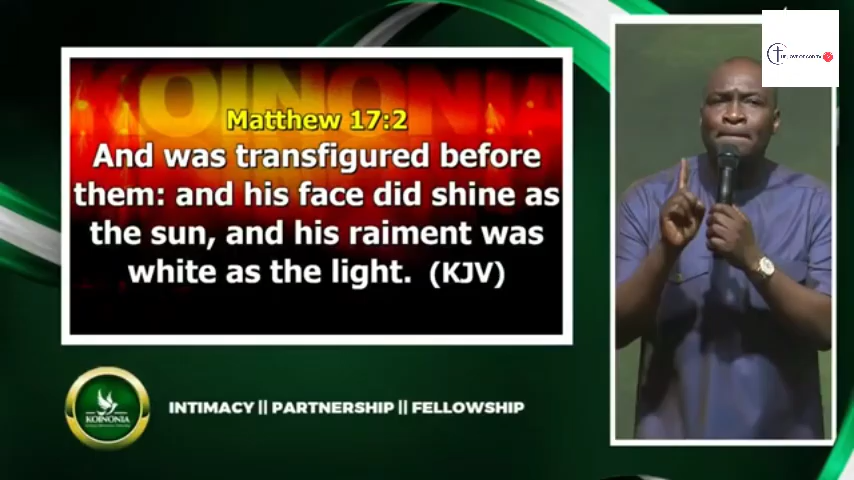 KOINONIA
Matthew 17:2
And was transfigured before
them: and his face did shine as
the sun, and his raiment was
white as the light. (KJV)
KOINONIA
INTIMACY || PARTNERSHIP || FELLOWSHIP